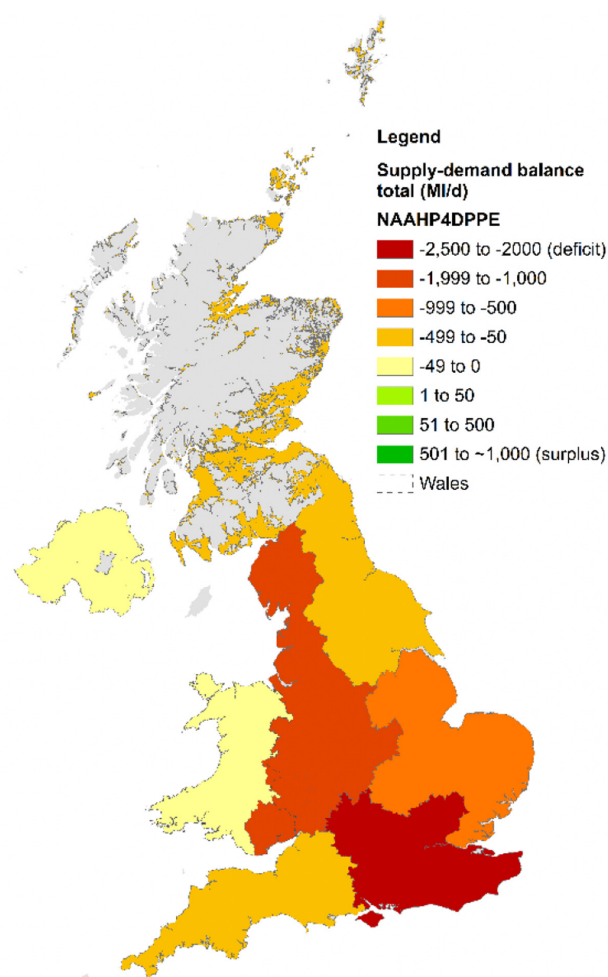 Legend
Supply-demand balance
total (Ml/d)
NAAHP4DPPE
-2,500 to -2000 (deficit)
-1,999 to -1,000
-999 to -500
-499 to -50
-49 to 0
1 to 50
51 to 500
501 to ~1,000 (surplus)
Wales